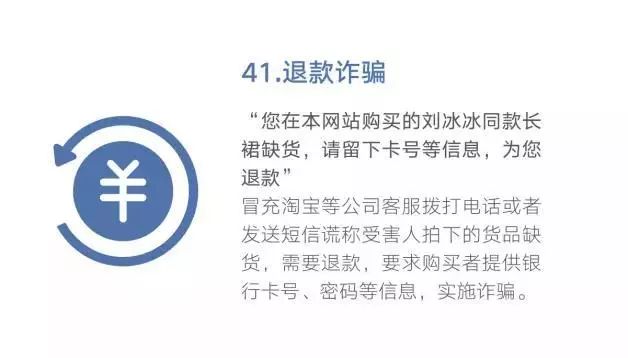 41.退款诈骗
“您在本网站购买的刘冰冰同款长
裙缺货，请留下卡号等信息，为您
退款”
冒充淘宝等公司客服拨打电话或者
发送短信谎称受害人拍下的货品缺
货，需要退款，要求购买者提供银
行卡号、密码等信息，实施诈骗。
¥